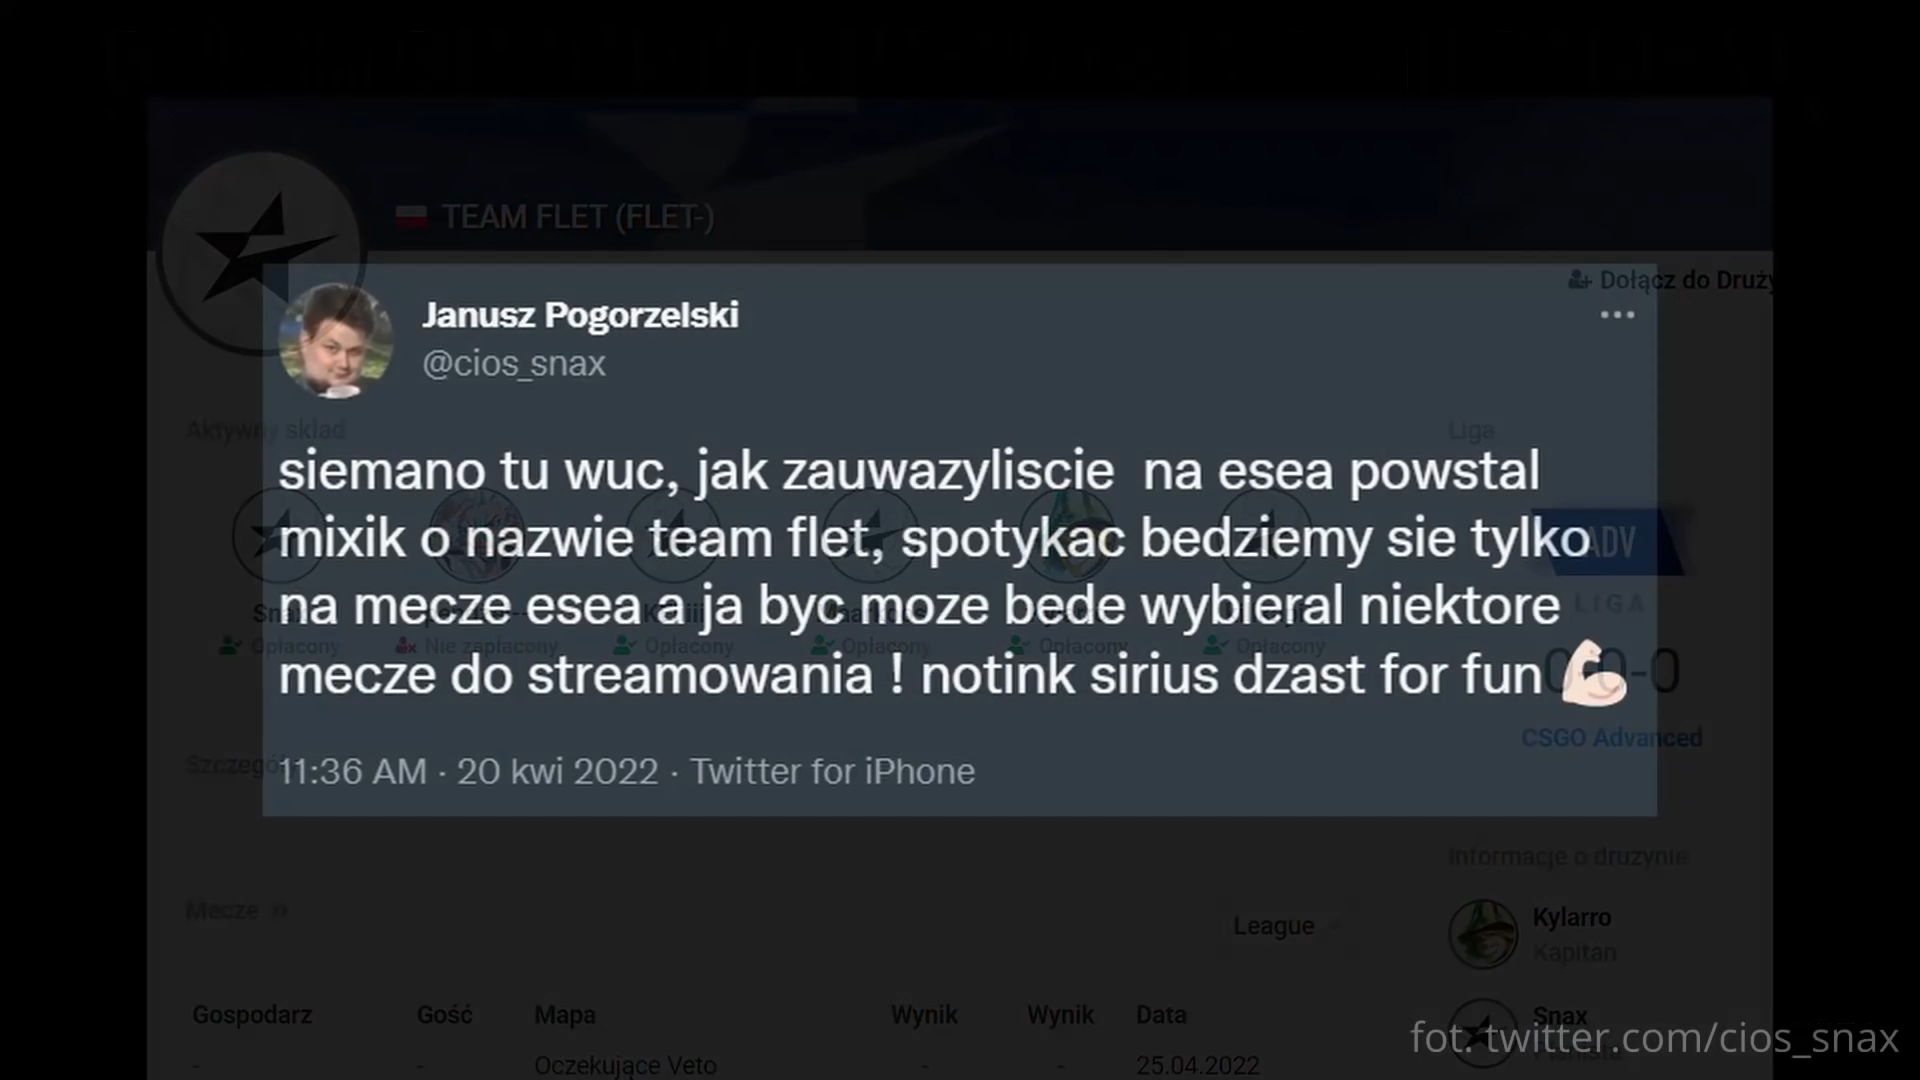 TEAM FLET (FLET-)
Dołącz do Druży
Janusz Pogorzelski
@cios_snax
Aktywny skład
Liga
siemano tu wuc, jak zauwazyliscie na esea powstal
mixik o nazwie team flet, spotykac bedziemy sie tylko
na mecze esea a ja byc moze bede wybieral niektore
mecze do streamowania ! notink sirius dzast for fun💪🏻
ADV
LIGA
Opłacony
Nie zapłacony
Opłacony
Opłacony
Opłacony
Opłacony
0-0-0
CSGO Advanced
11:36 AM · 20 kwi 2022 · Twitter for iPhone
Informacje o drużynie
Mecze
League
Kylarro
Kapitan
Gospodarz Gość Mapa Wynik Wynik Data
Snax
- - Oczekujące Veto - - 25.04.2022
fot. twitter.com/cios_snax